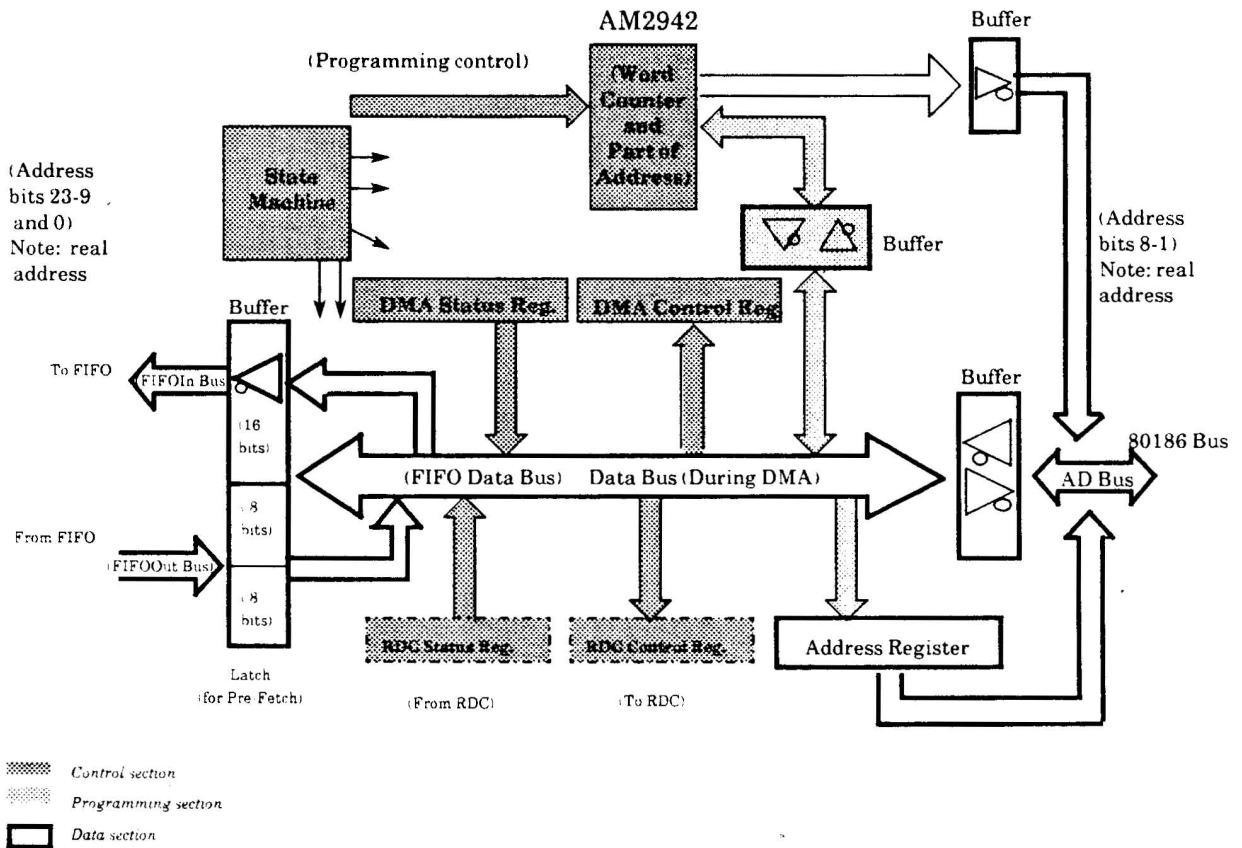 AM2942
Buffer
(Programming control)
(Word
Counter
and
Part of
Address)
State
Machine
(Address
bits 23-9
and 0)
Note: real
address
Buffer
(Address
bits 8-1)
Note: real
address
DMA Status Reg.
DMA Control Reg
Buffer
Buffer
To FIFO
(FIFOIn Bus)
(16
bits)
80186 Bus
AD Bus
(FIFO Data Bus)
Data Bus (During DMA)
(8
bits)
From FIFO
(FIFOOut Bus)
(8
bits)
RDC Status Reg.
RDC Control Reg.
Address Register
Latch
(for Pre-Fetch)
(From RDC)
(To RDC)
Control section
Programming section
Data section